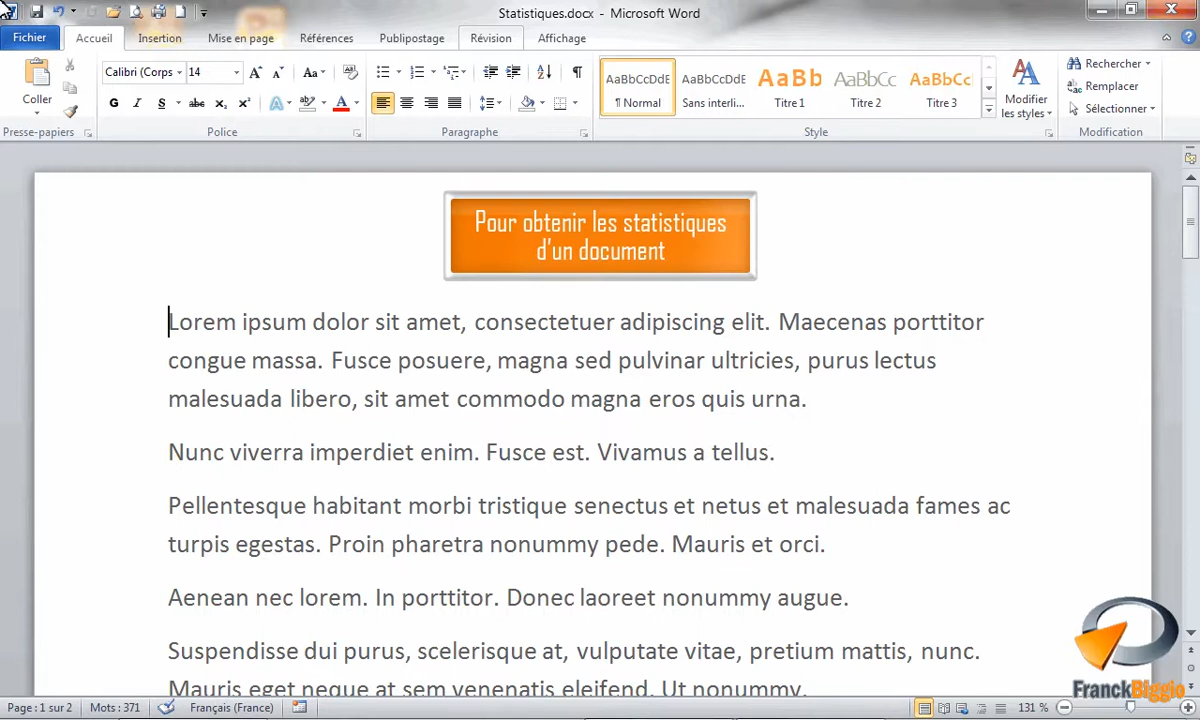 Statistiques.docx - Microsoft Word
Fichier
Accueil
Insertion
Mise en page
Références
Publipostage
Révision
Affichage
Coller
Presse-papiers
Calibri (Corps
14
G I S abc x₂ x²
Police
Paragraphe
AaBbCcDdE
¶ Normal
AaBbCcDdE
Sans interli...
AaBb
Titre 1
AaBbCc
Titre 2
AaBbCc
Titre 3
Style
Modifier
les styles
Rechercher
Remplacer
Sélectionner
Modification
Pour obtenir les statistiques
d'un document
Lorem ipsum dolor sit amet, consectetuer adipiscing elit. Maecenas porttitor
congue massa. Fusce posuere, magna sed pulvinar ultricies, purus lectus
malesuada libero, sit amet commodo magna eros quis urna.
Nunc viverra imperdiet enim. Fusce est. Vivamus a tellus.
Pellentesque habitant morbi tristique senectus et netus et malesuada fames ac
turpis egestas. Proin pharetra nonummy pede. Mauris et orci.
Aenean nec lorem. In porttitor. Donec laoreet nonummy augue.
Suspendisse dui purus, scelerisque at, vulputate vitae, pretium mattis, nunc.
Mauris eget neque at sem venenatis eleifend. Ut nonummy.
FranckBiggio
Page : 1 sur 2
Mots : 371
Français (France)
131 %